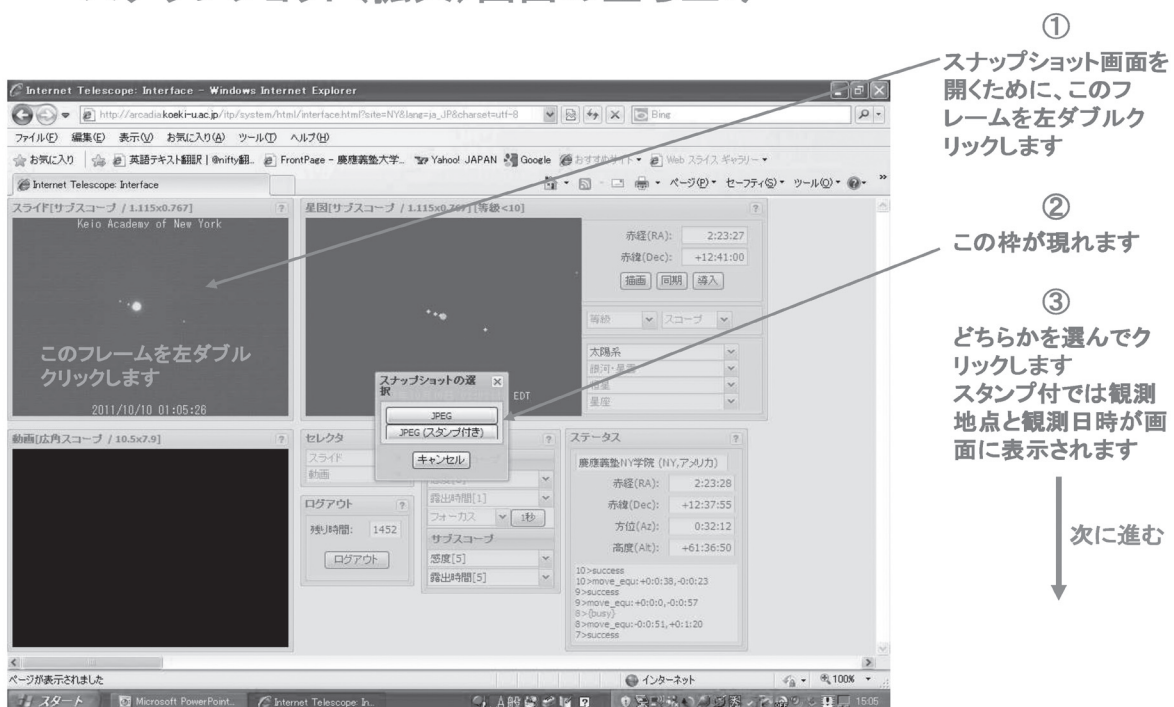 ①
スナップショット画面を
開くために、このフ
レームを左ダブルク
リックします
②
この枠が現れます
③
どちらかを選んでク
リックします
スタンプ付では観測
地点と観測日時が画
面に表示されます
次に進む
Internet Telescope: Interface - Windows Internet Explorer
http://arcadia.koeki-u.ac.jp/itp/system/html/interface.html?site=NY&lang=ja_JP&charset=utf-8
Bing
ファイル(F) 編集(E) 表示(V) お気に入り(A) ツール(T) ヘルプ(H)
お気に入り 英語テキスト翻訳 | @nifty翻... FrontPage - 慶應義塾大学... Yahoo! JAPAN Google おすすめサイト Web スライス ギャラリー
Internet Telescope: Interface
ページ(P) セーフティ(S) ツール(O)
スライド[サブスコープ / 1.115x0.767] ?
Keio Academy of New York
このフレームを左ダブル
クリックします
2011/10/10 01:05:26
星図[サブスコープ / 1.115x0.767][等級<10] ?
EDT
赤経(RA): 2:23:27
赤緯(Dec): +12:41:00
描画 同期 導入
等級 スコープ
太陽系
銀河・星雲
恒星
星座
スナップショットの選
択
JPEG
JPEG (スタンプ付き)
キャンセル
動画[広角スコープ / 10.5x7.9] ?
セレクタ
スライド
動画
ログアウト ?
残り時間: 1452
ログアウト
露出時間[1]
フォーカス 1秒
サブスコープ
感度[5]
露出時間[5]
ステータス ?
慶應義塾NY学院 (NY,アメリカ)
赤経(RA): 2:23:28
赤緯(Dec): +12:37:55
方位(Az): 0:32:12
高度(Alt): +61:36:50
10>success
10>move_equ:+0:0:38,-0:0:23
9>success
9>move_equ:+0:0:0,-0:0:57
8>{busy}
8>move_equ:-0:0:51,+0:1:20
7>success
ページが表示されました
インターネット
100%
スタート
Microsoft PowerPoint...
Internet Telescope: In...
A 般
15:05